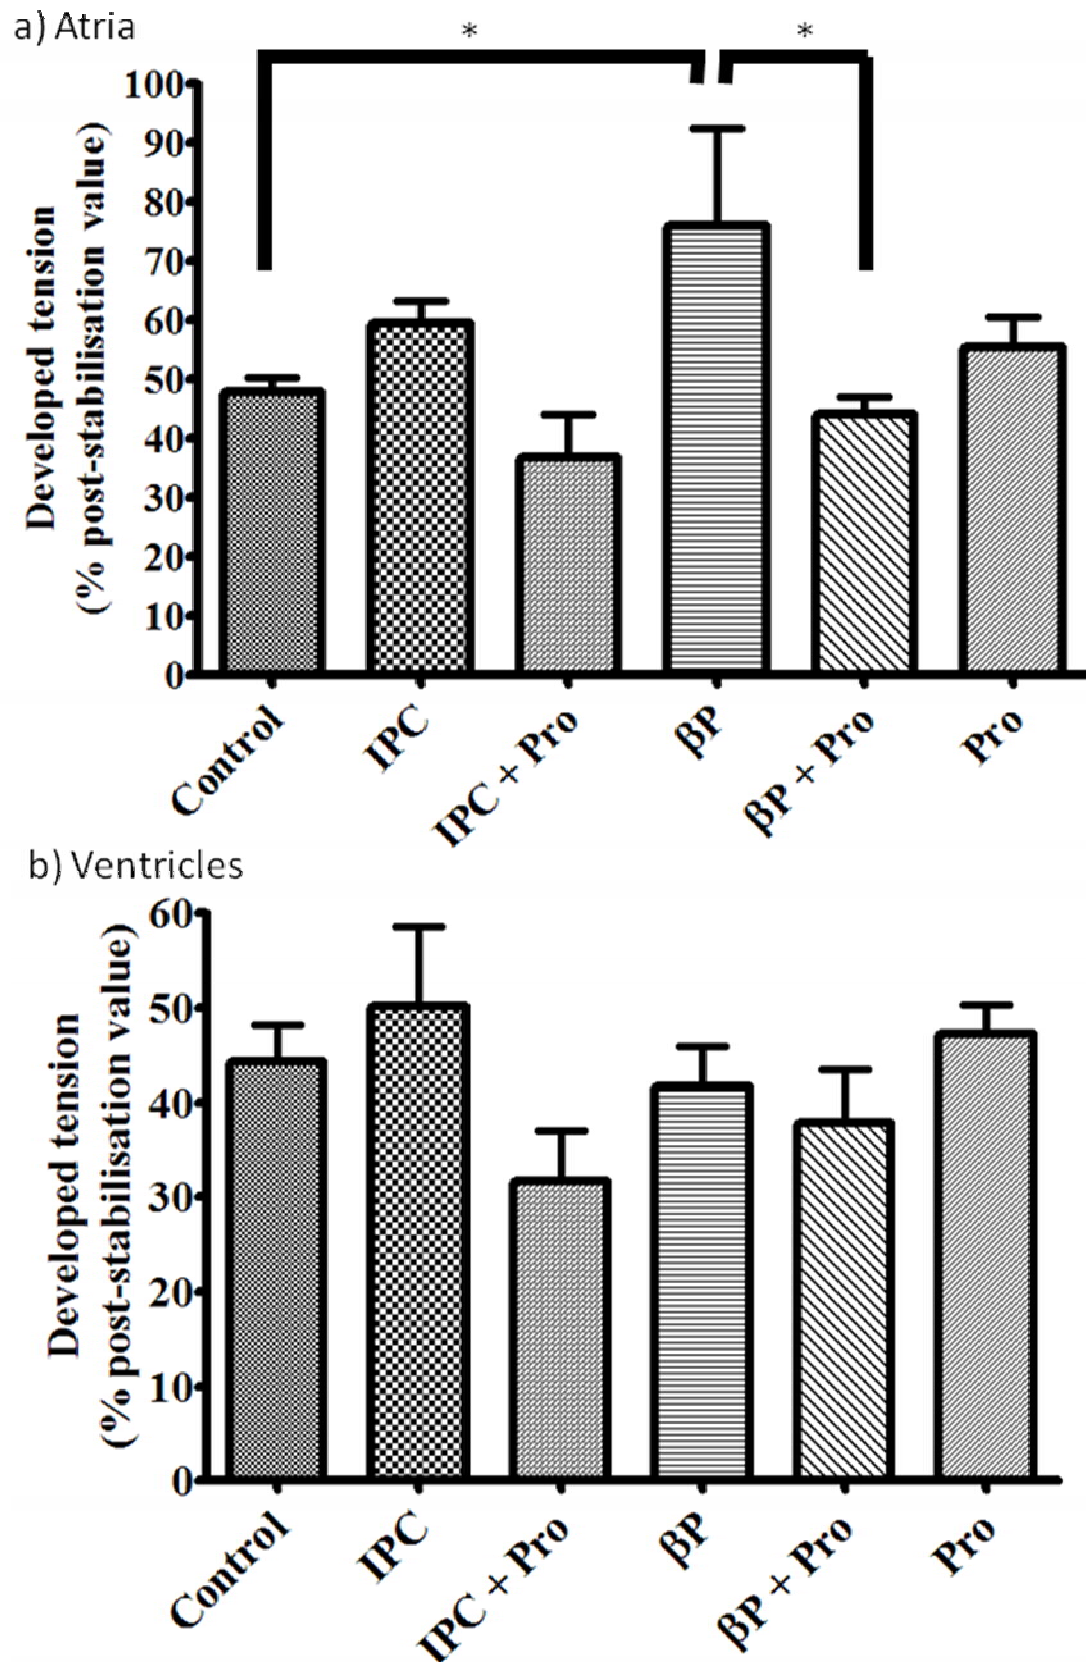 a) Atria
*
*
Developed tension
(% post-stabilisation value)
100
90
80
70
60
50
40
30
20
10
0
Control
IPC
IPC + Pro
βP
βP + Pro
Pro
b) Ventricles
Developed tension
(% post-stabilisation value)
60
50
40
30
20
10
0
Control
IPC
IPC + Pro
βP
βP + Pro
Pro